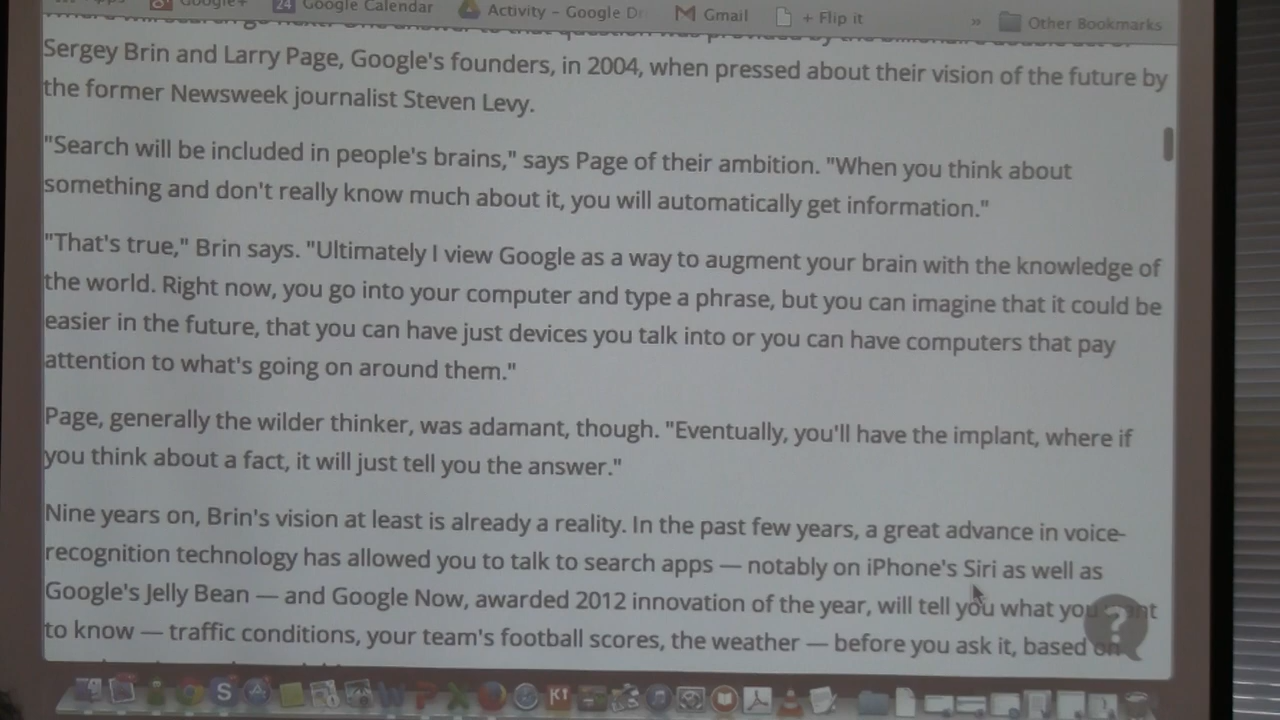 Google+ 24 Google Calendar Activity - Google Dr Gmail + Flip it » Other Bookmarks
Sergey Brin and Larry Page, Google's founders, in 2004, when pressed about their vision of the future by
the former Newsweek journalist Steven Levy.
"Search will be included in people's brains," says Page of their ambition. "When you think about
something and don't really know much about it, you will automatically get information."
"That's true," Brin says. "Ultimately I view Google as a way to augment your brain with the knowledge of
the world. Right now, you go into your computer and type a phrase, but you can imagine that it could be
easier in the future, that you can have just devices you talk into or you can have computers that pay
attention to what's going on around them."
Page, generally the wilder thinker, was adamant, though. "Eventually, you'll have the implant, where if
you think about a fact, it will just tell you the answer."
Nine years on, Brin's vision at least is already a reality. In the past few years, a great advance in voice-
recognition technology has allowed you to talk to search apps — notably on iPhone's Siri as well as
Google's Jelly Bean — and Google Now, awarded 2012 innovation of the year, will tell you what you want
to know — traffic conditions, your team's football scores, the weather — before you ask it, based on
?